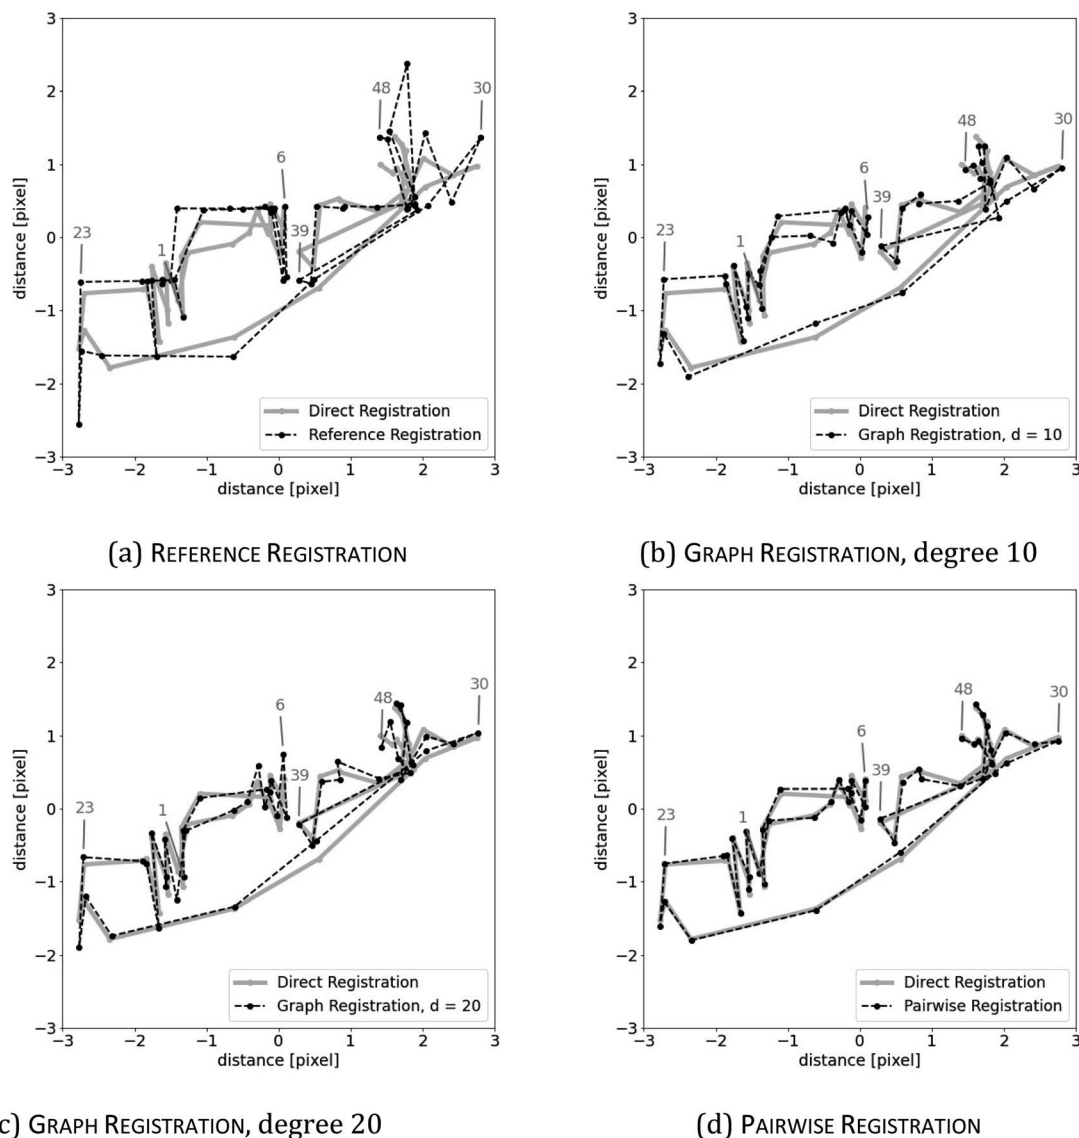 3
3
2
48
30
2
6
1
48
30
1
6
39
23
1
0
39
23
1
0
−1
−1
−2
−2
Direct Registration
Reference Registration
Direct Registration
Graph Registration, d = 10
−3
−3
−3 −2 −1 0 1 2 3
−3 −2 −1 0 1 2 3
distance [pixel]
distance [pixel]
distance [pixel]
distance [pixel]
(a) REFERENCE REGISTRATION
(b) GRAPH REGISTRATION, degree 10
3
3
2
48
30
2
6
48
30
1
6
1
39
39
23
1
0
23
1
0
−1
−1
−2
−2
Direct Registration
Graph Registration, d = 20
Direct Registration
Pairwise Registration
−3
−3
−3 −2 −1 0 1 2 3
−3 −2 −1 0 1 2 3
distance [pixel]
distance [pixel]
distance [pixel]
distance [pixel]
c) GRAPH REGISTRATION, degree 20
(d) PAIRWISE REGISTRATION